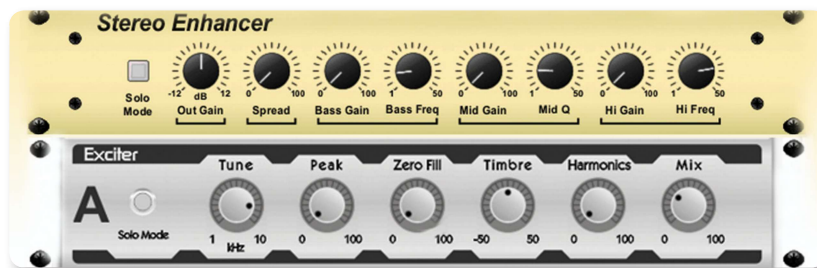 Stereo Enhancer
Solo Mode
-12 dB 12
Out Gain
0 100
Spread
0 100
Bass Gain
1 50
Bass Freq
0 100
Mid Gain
1 50
Mid Q
0 100
Hi Gain
1 50
Hi Freq
Exciter
A
Solo Mode
Tune
1 kHz 10
Peak
0 100
Zero Fill
0 100
Timbre
-50 50
Harmonics
0 100
Mix
0 100